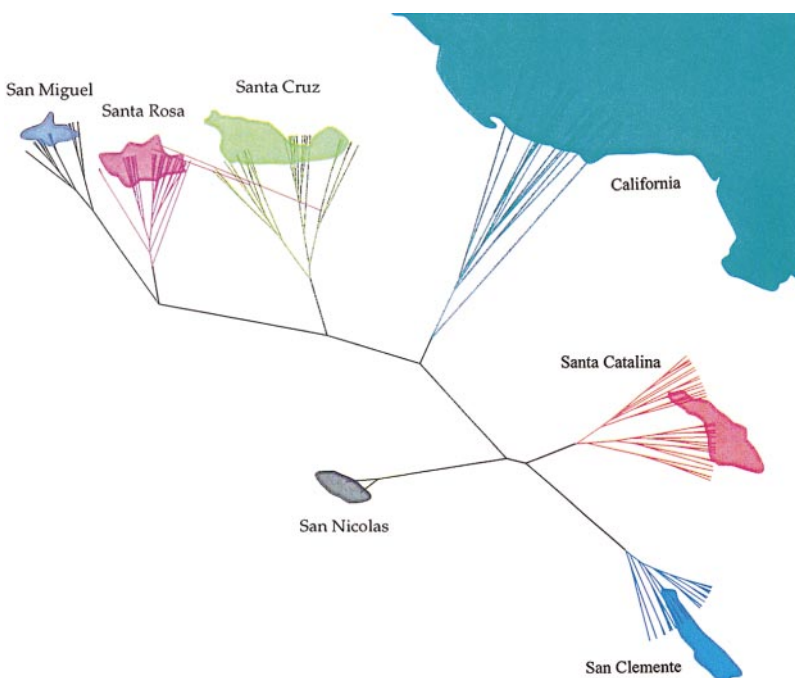 San Miguel
Santa Rosa
Santa Cruz
California
Santa Catalina
San Nicolas
San Clemente